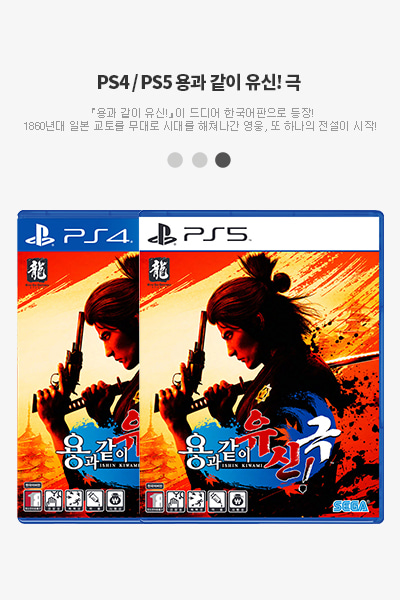 PS4 / PS5 용과 같이 유신! 극
『용과 같이 유신!』이 드디어 한국어판으로 등장!
1860년대 일본 교토를 무대로 시대를 해쳐나간 영웅, 또 하나의 전설이 시작!
PS4
PS5
龍
龍
용과 같이 유
ISHIN KIWAM
용과 같이 유신! 극
ISHIN KIWAMI
SEGA